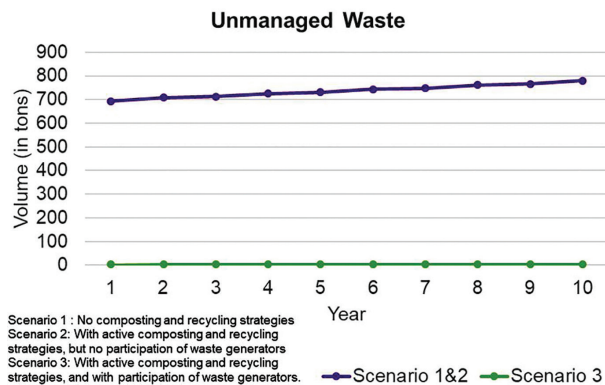 Unmanaged Waste
900
800
700
600
500
400
300
200
100
0
Volume (in tons)
1 2 3 4 5 6 7 8 9 10
Year
Scenario 1 : No composting and recycling strategies
Scenario 2: With active composting and recycling
strategies, but no participation of waste generators
Scenario 3: With active composting and recycling
strategies, and with participation of waste generators.
Scenario 1&2 Scenario 3